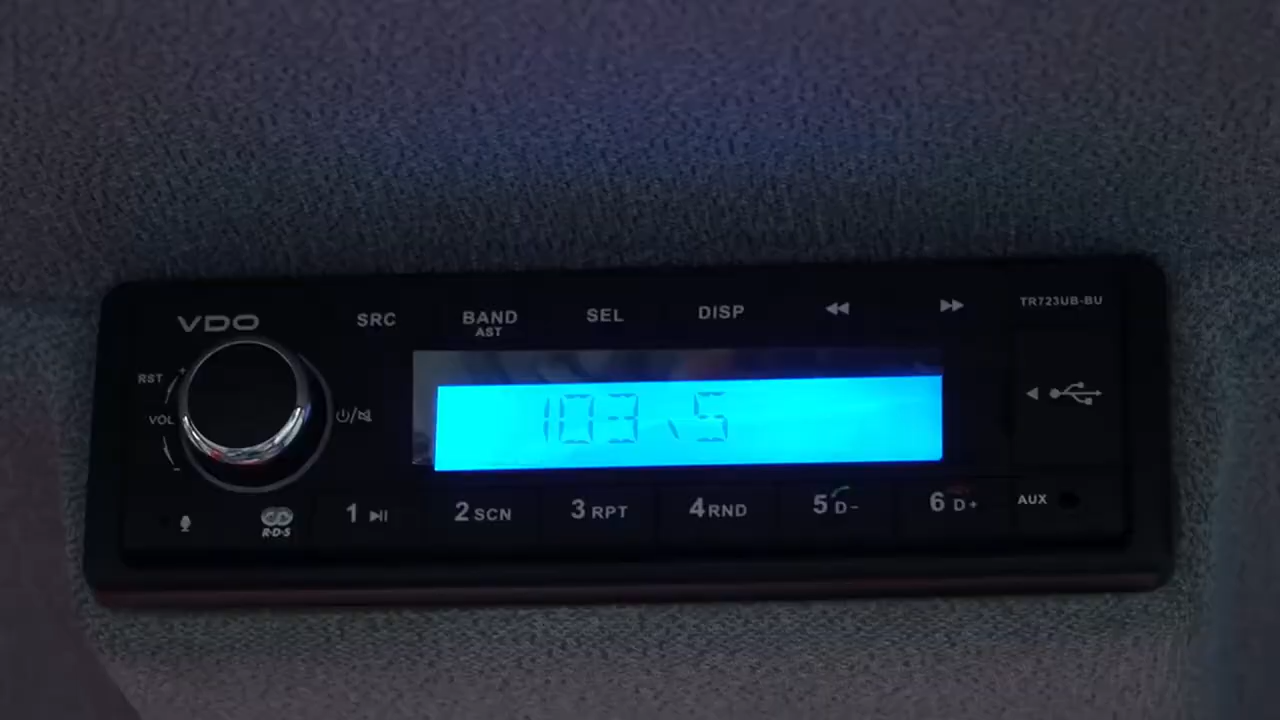 VDO
SRC
BAND
AST
SEL
DISP
TR723UB-BU
RST
VOL
+
-
103.5
R·D·S
1
2 SCN
3 RPT
4 RND
5 D-
6 D+
AUX